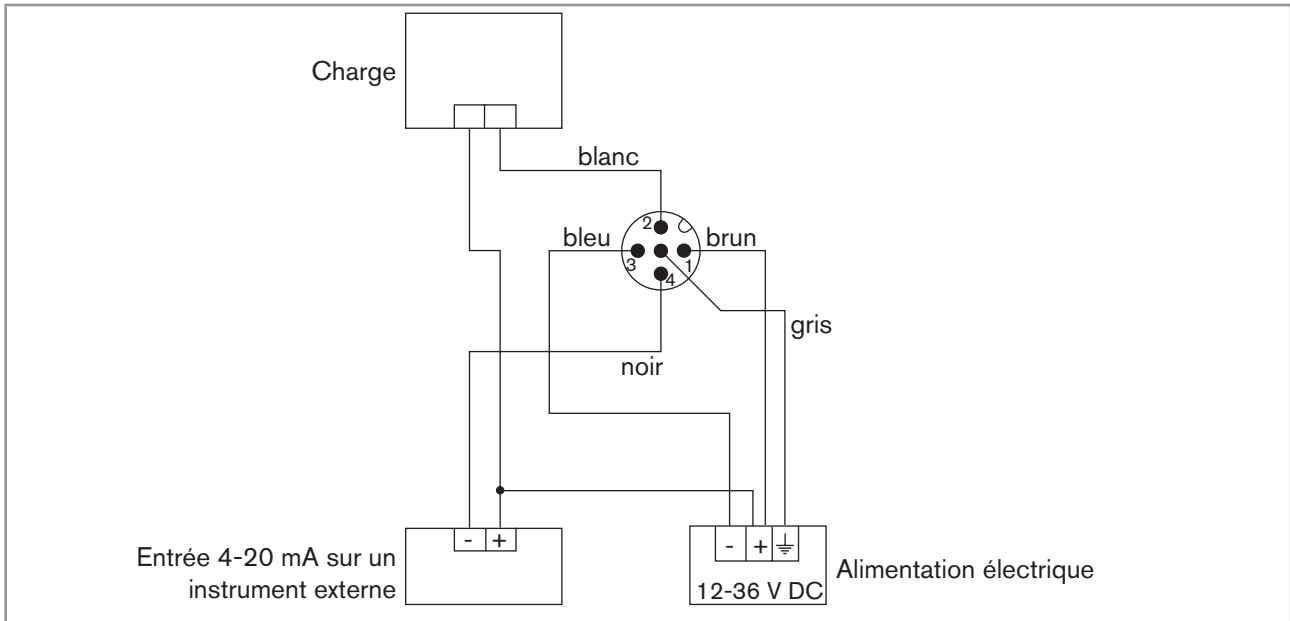 Charge
blanc
2
bleu
brun
3
1
4
gris
noir
- +
- +
Entrée 4-20 mA sur un
instrument externe
12-36 V DC
Alimentation électrique